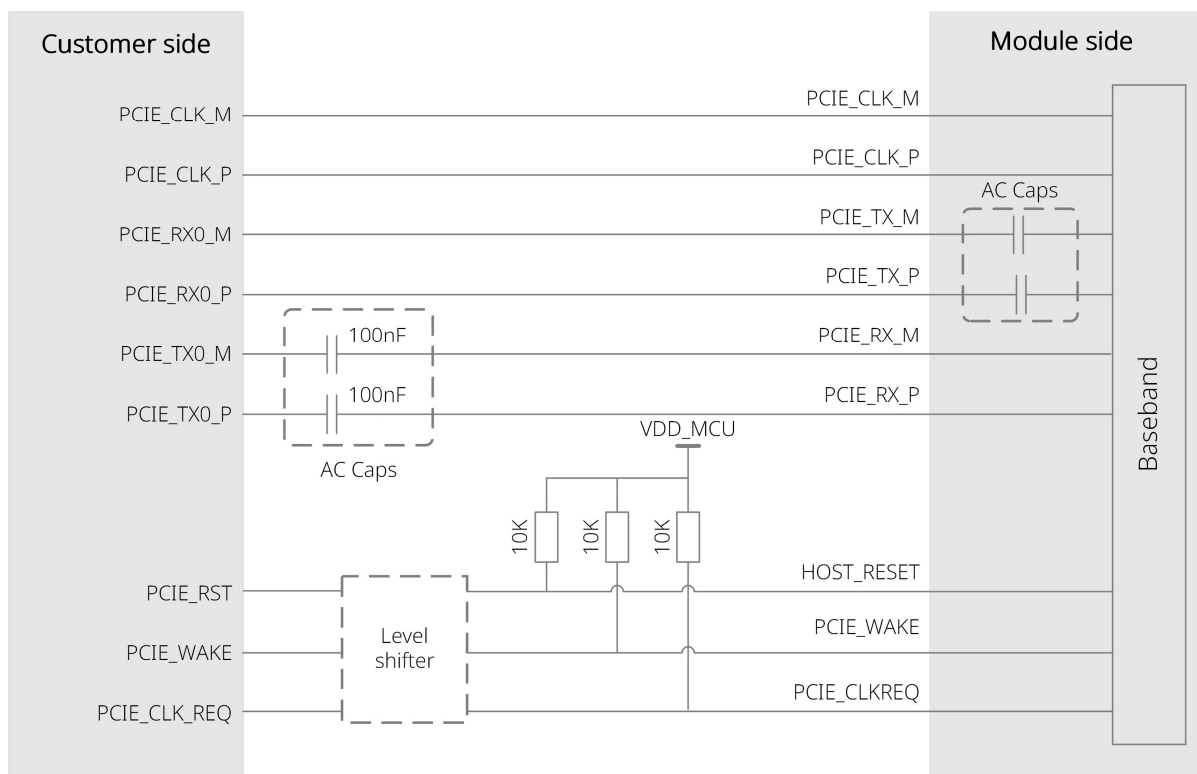 Customer side
Module side
PCIE_CLK_M
PCIE_CLK_M
PCIE_CLK_P
PCIE_CLK_P
AC Caps
PCIE_RX0_M
PCIE_TX_M
PCIE_RX0_P
PCIE_TX_P
100nF
PCIE_TX0_M
PCIE_RX_M
100nF
PCIE_TX0_P
PCIE_RX_P
VDD_MCU
AC Caps
Baseband
10K
10K
10K
PCIE_RST
HOST_RESET
Level
shifter
PCIE_WAKE
PCIE_WAKE
PCIE_CLK_REQ
PCIE_CLKREQ